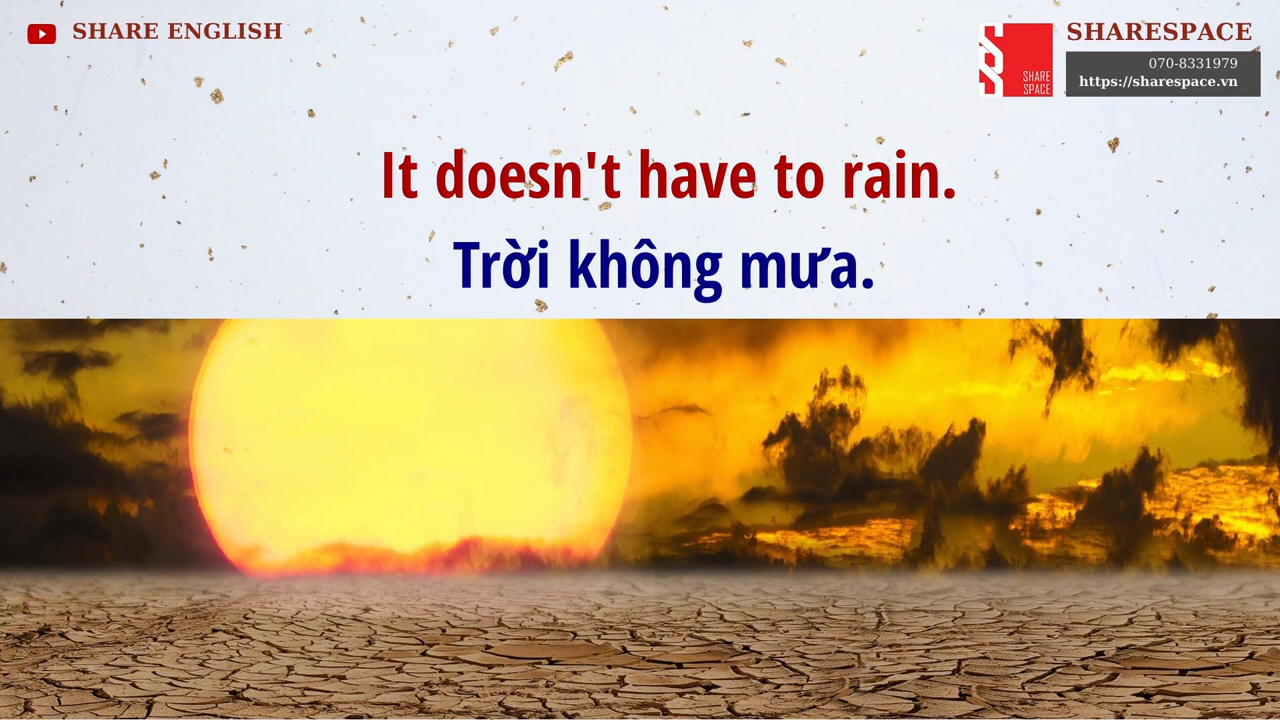 SHARE ENGLISH
SHARESPACE
070-8331979
https://sharespace.vn
SHARE
SPACE
It doesn't have to rain.
Trời không mưa.